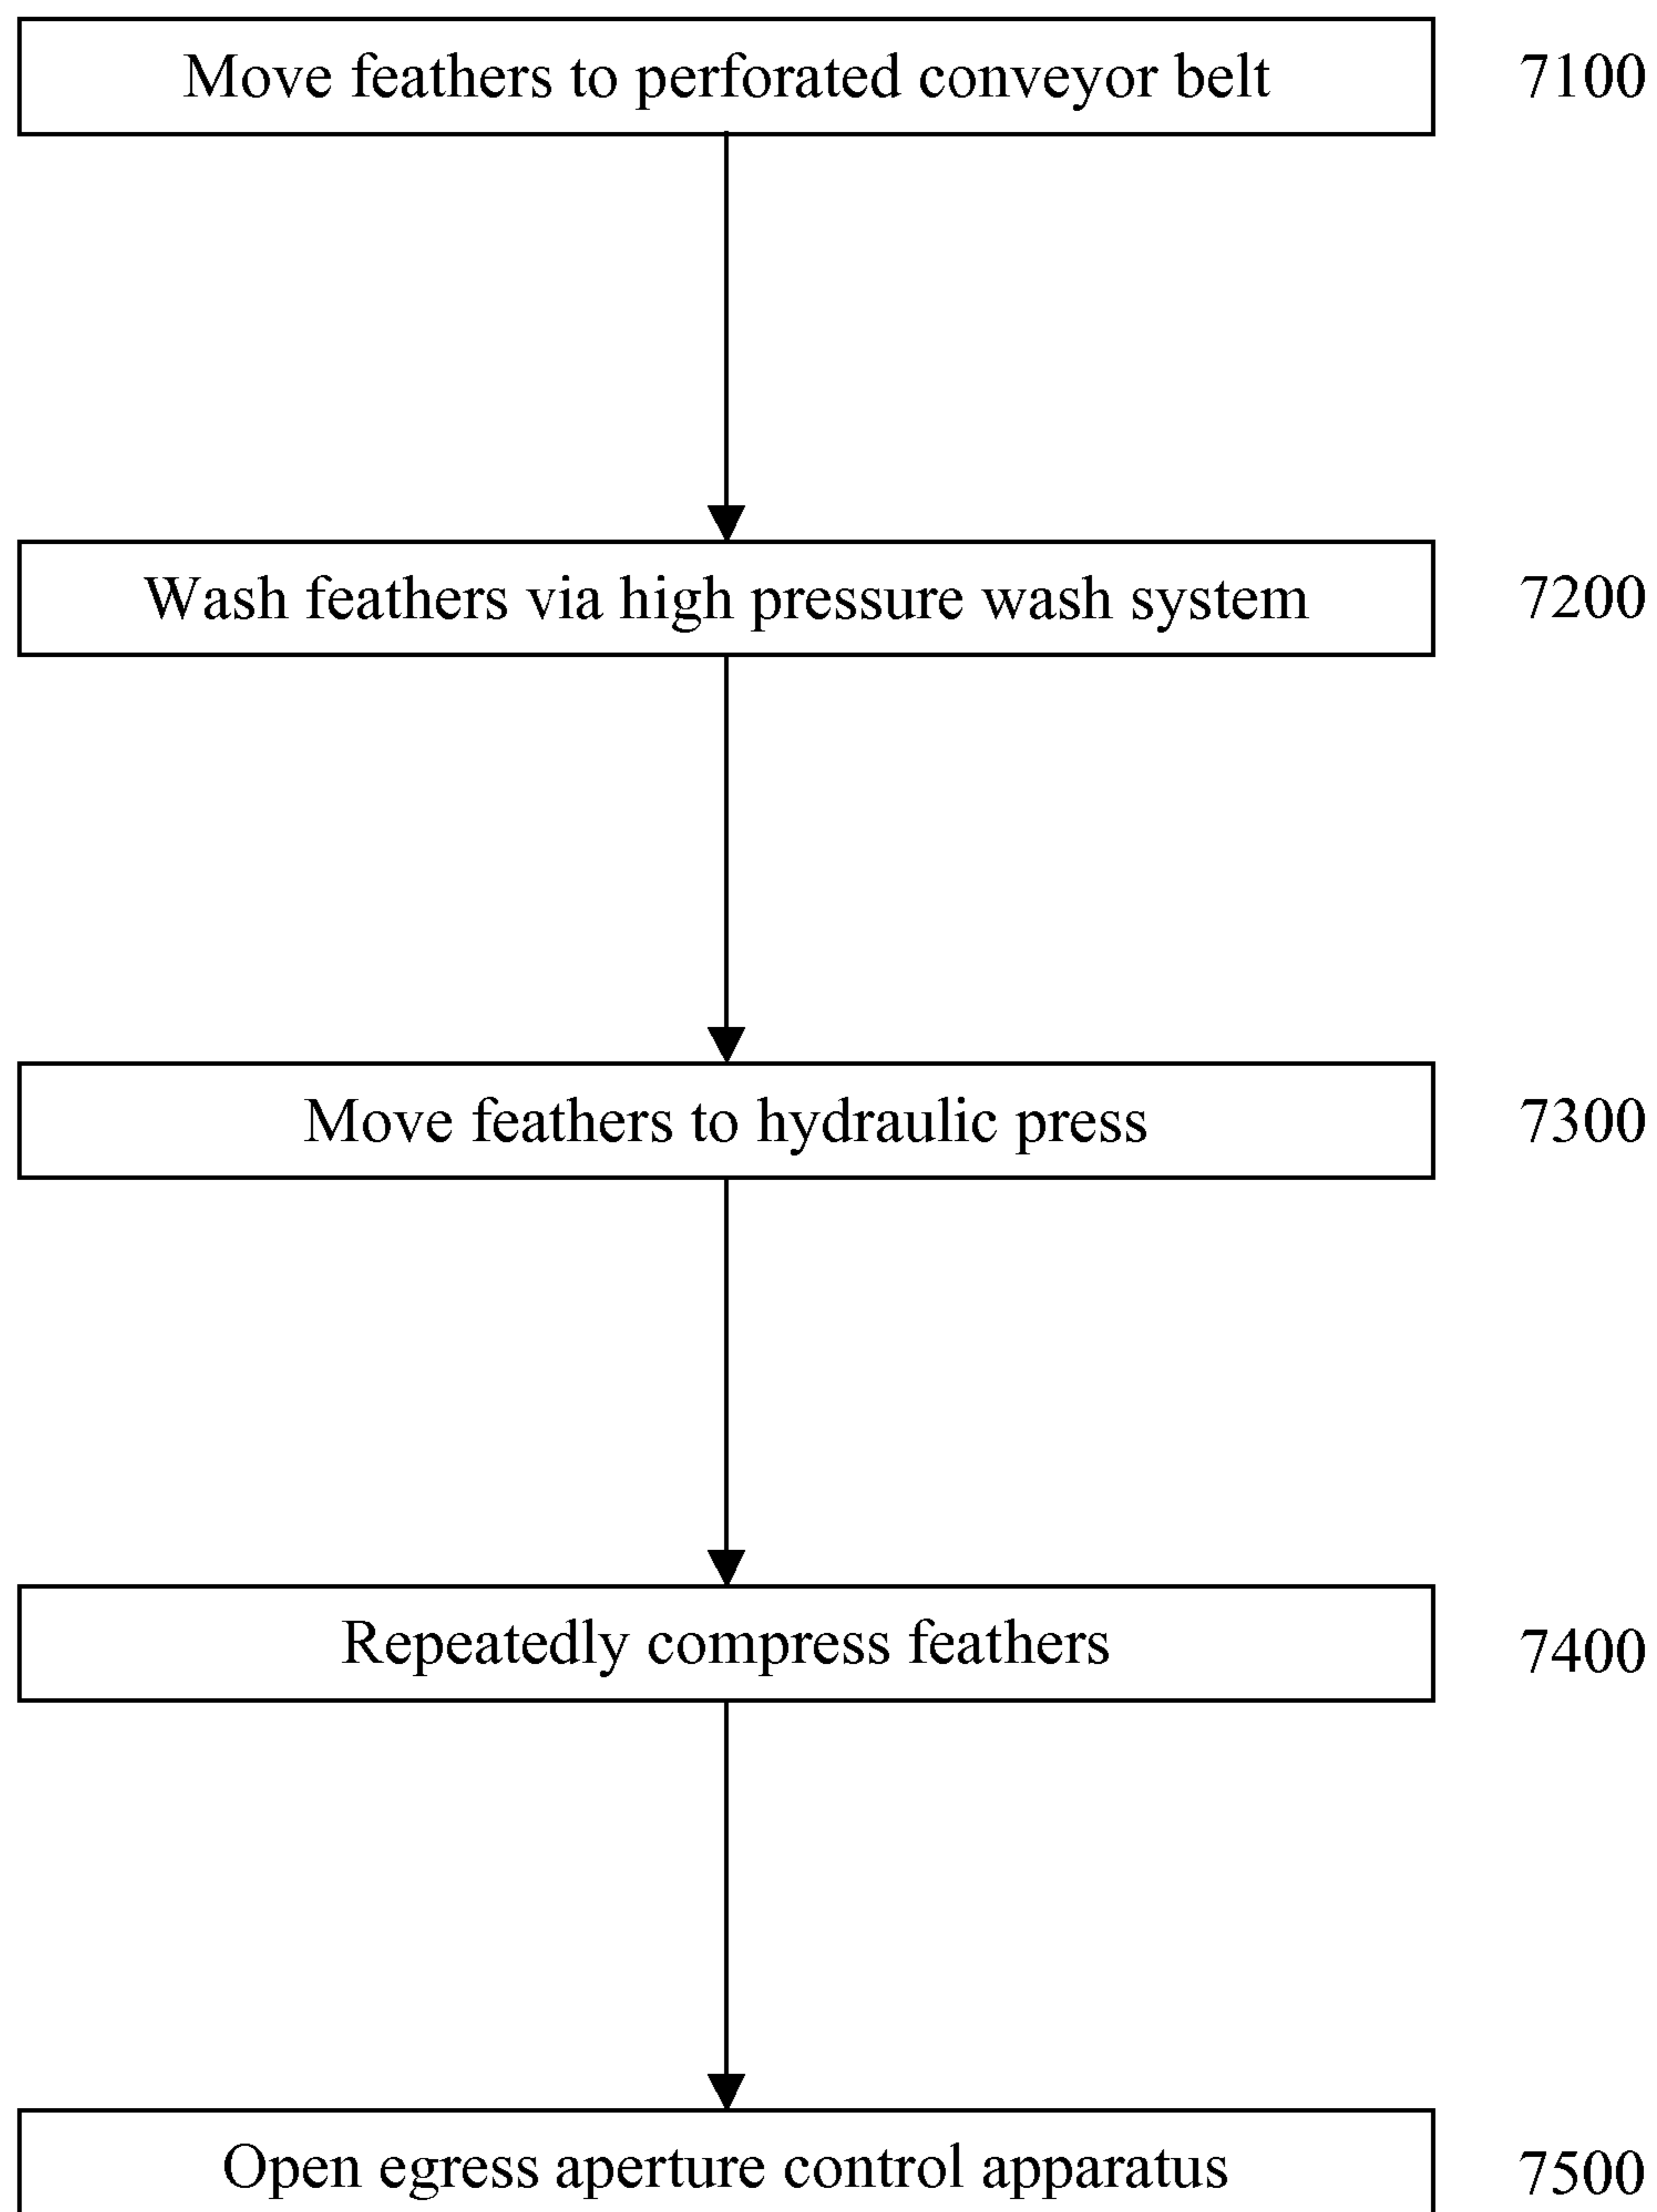 Move feathers to perforated conveyor belt 7100
Wash feathers via high pressure wash system 7200
Move feathers to hydraulic press 7300
Repeatedly compress feathers 7400
Open egress aperture control apparatus 7500